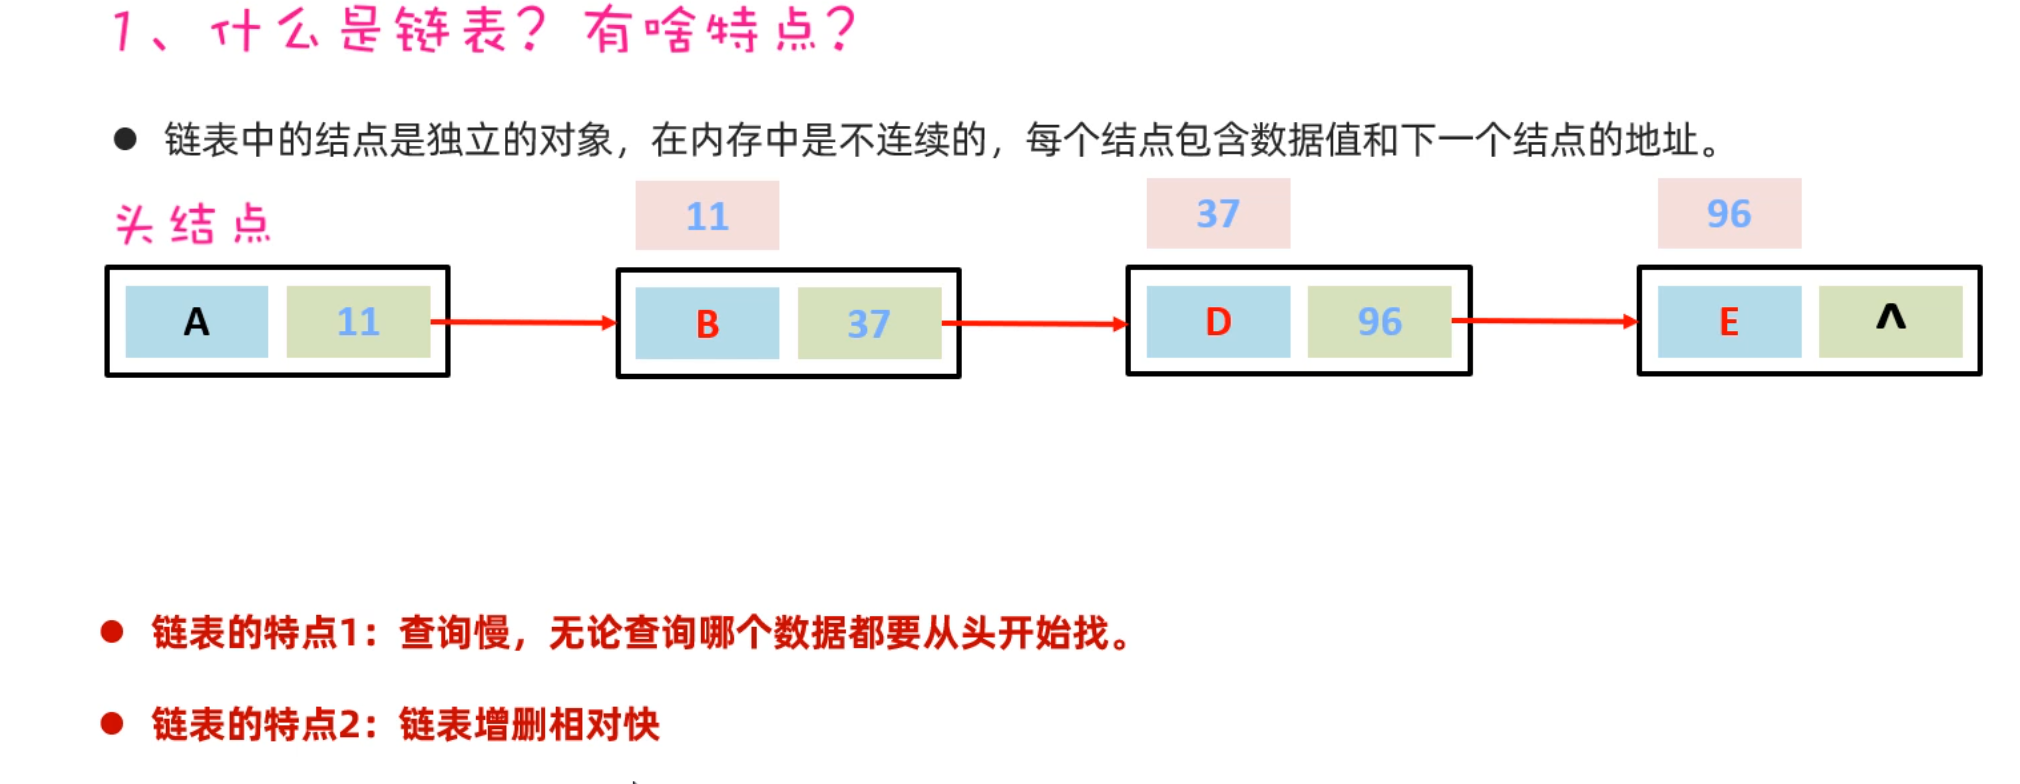 1、什么是链表？有啥特点？
● 链表中的结点是独立的对象，在内存中是不连续的，每个结点包含数据值和下一个结点的地址。
头结点 11 37 96
A 11 B 37 D 96 E ^
● 链表的特点1：查询慢，无论查询哪个数据都要从头开始找。
● 链表的特点2：链表增删相对快